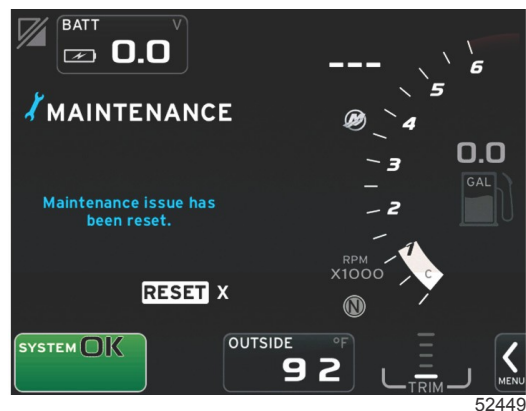 BATT V
0.0
MAINTENANCE
Maintenance issue has
been reset.
RESET X
SYSTEM OK
OUTSIDE °F
92
---
6
5
4
3
2
1
RPM
X1000
C
N
0.0
GAL
TRIM
MENU
52449